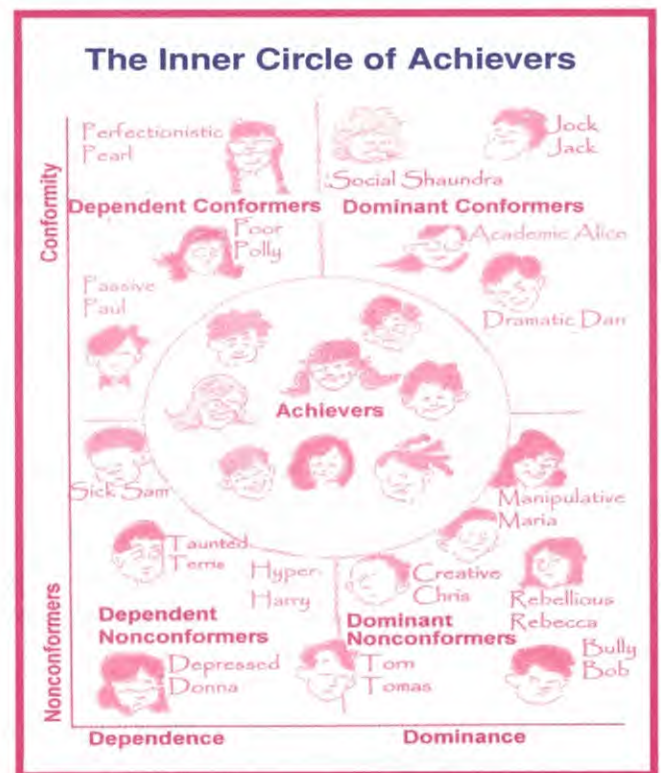 The Inner Circle of Achievers
Conformity
Perfectionistic
Pearl
Social Shaundra
Jock
Jack
Dependent Conformers
Dominant Conformers
Poor
Polly
Academic Alice
Passive
Paul
Dramatic Dan
Achievers
Sick Sam
Manipulative
Maria
Taunted
Terris
Hyper-
Harry
Creative
Chris
Rebellious
Rebecca
Dependent
Nonconformers
Dominant
Nonconformers
Depressed
Donna
Torn
Tomas
Bully
Bob
Nonconformers
Dependence
Dominance